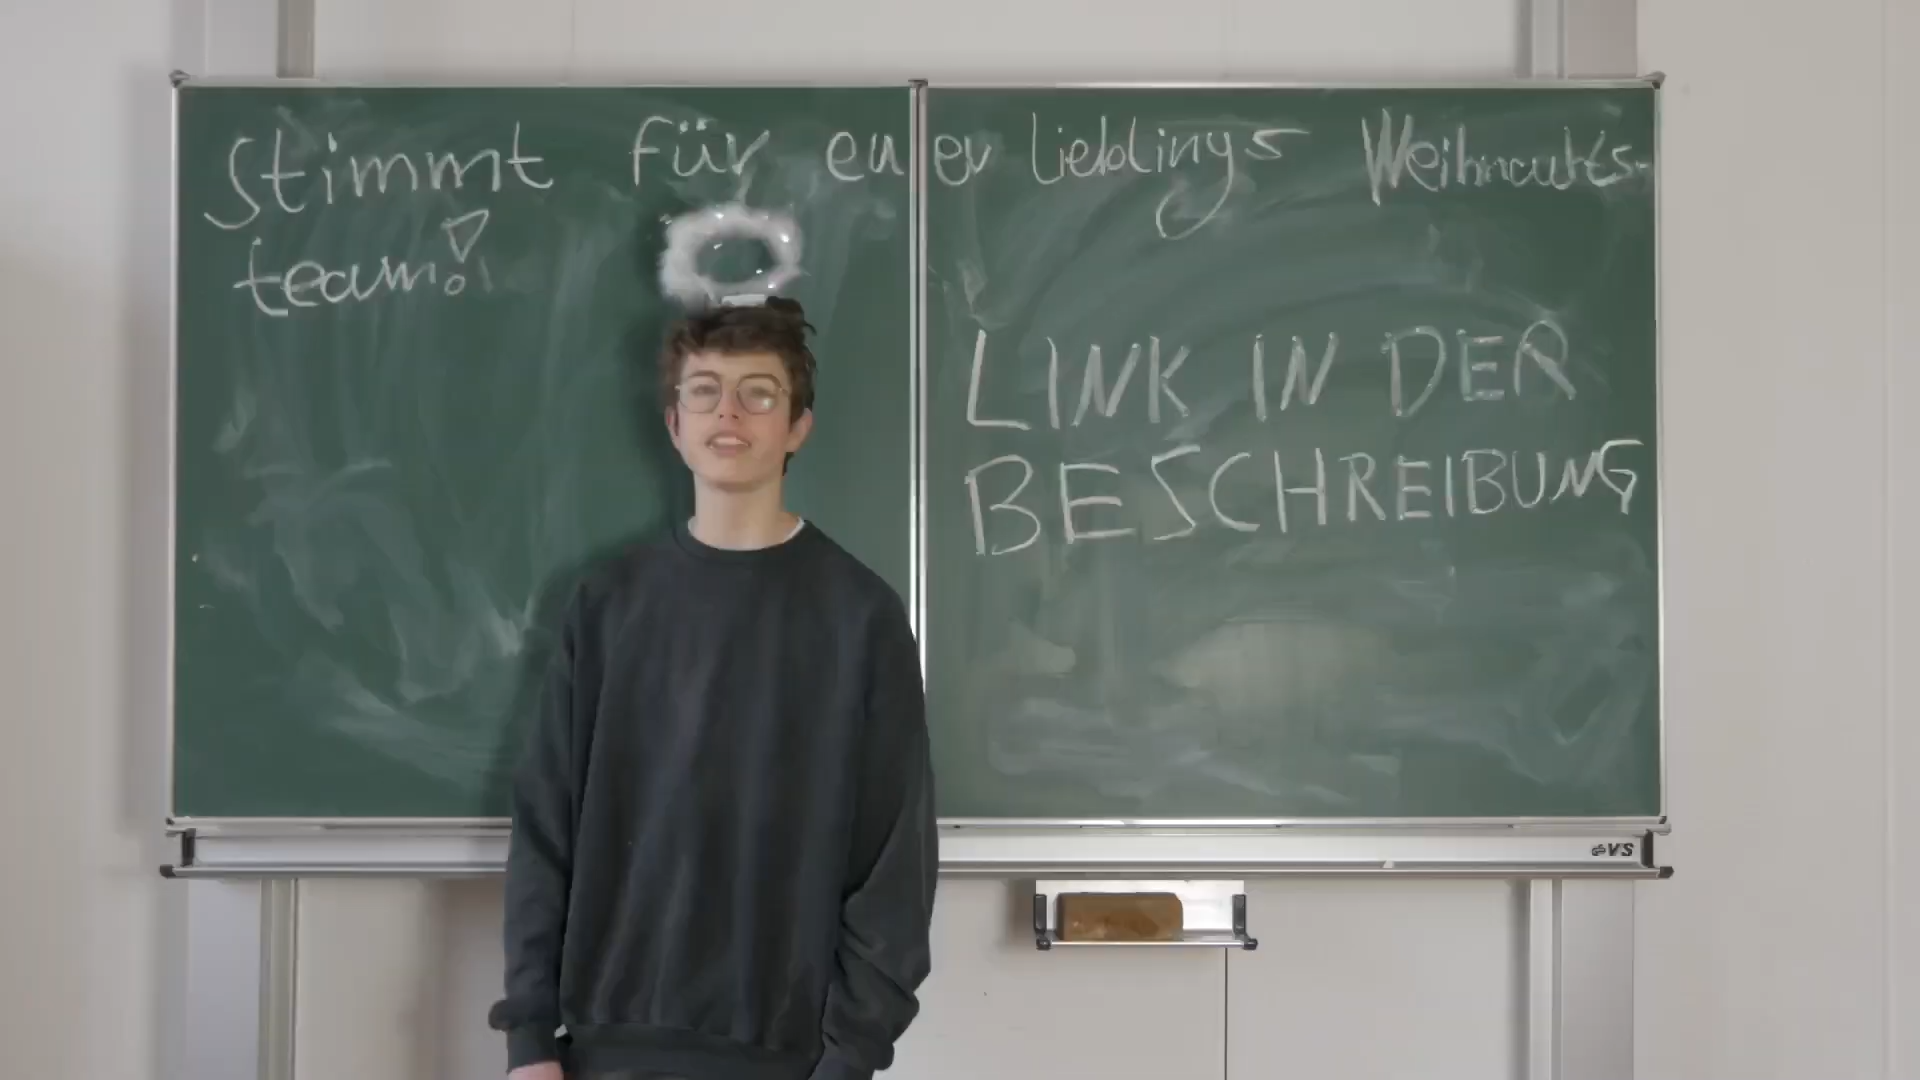 Stimmt für euer Lieblings Weihnachts-
team!
LINK IN DER
BESCHREIBUNG
VS